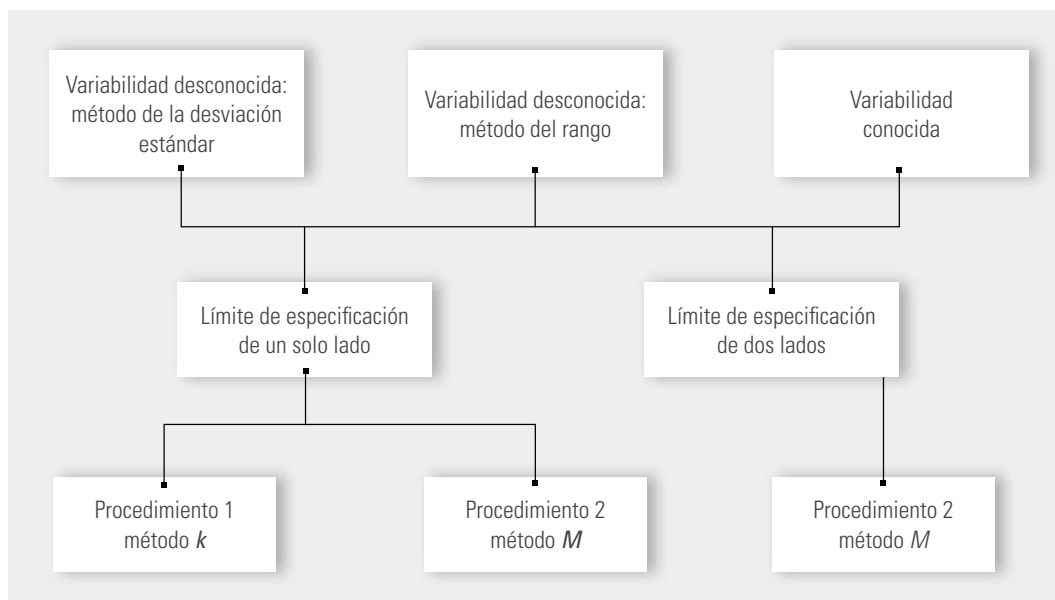 Variabilidad desconocida:
método de la desviación
estándar
Variabilidad desconocida:
método del rango
Variabilidad
conocida
Límite de especificación
de un solo lado
Límite de especificación
de dos lados
Procedimiento 1
método k
Procedimiento 2
método M
Procedimiento 2
método M